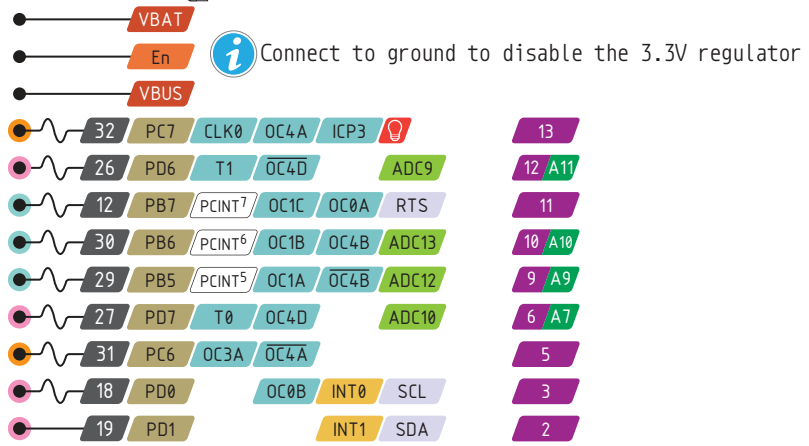 VBAT
En i Connect to ground to disable the 3.3V regulator
VBUS
32 PC7 CLK0 OC4A ICP3 13
26 PD6 T1 O̅C̅4̅D̅ ADC9 12 A11
12 PB7 PCINT⁷ OC1C OC0A RTS 11
30 PB6 PCINT⁶ OC1B OC4B ADC13 10 A10
29 PB5 PCINT⁵ OC1A O̅C̅4̅B̅ ADC12 9 A9
27 PD7 T0 OC4D ADC10 6 A7
31 PC6 OC3A O̅C̅4̅A̅ 5
18 PD0 OC0B INT0 SCL 3
19 PD1 INT1 SDA 2